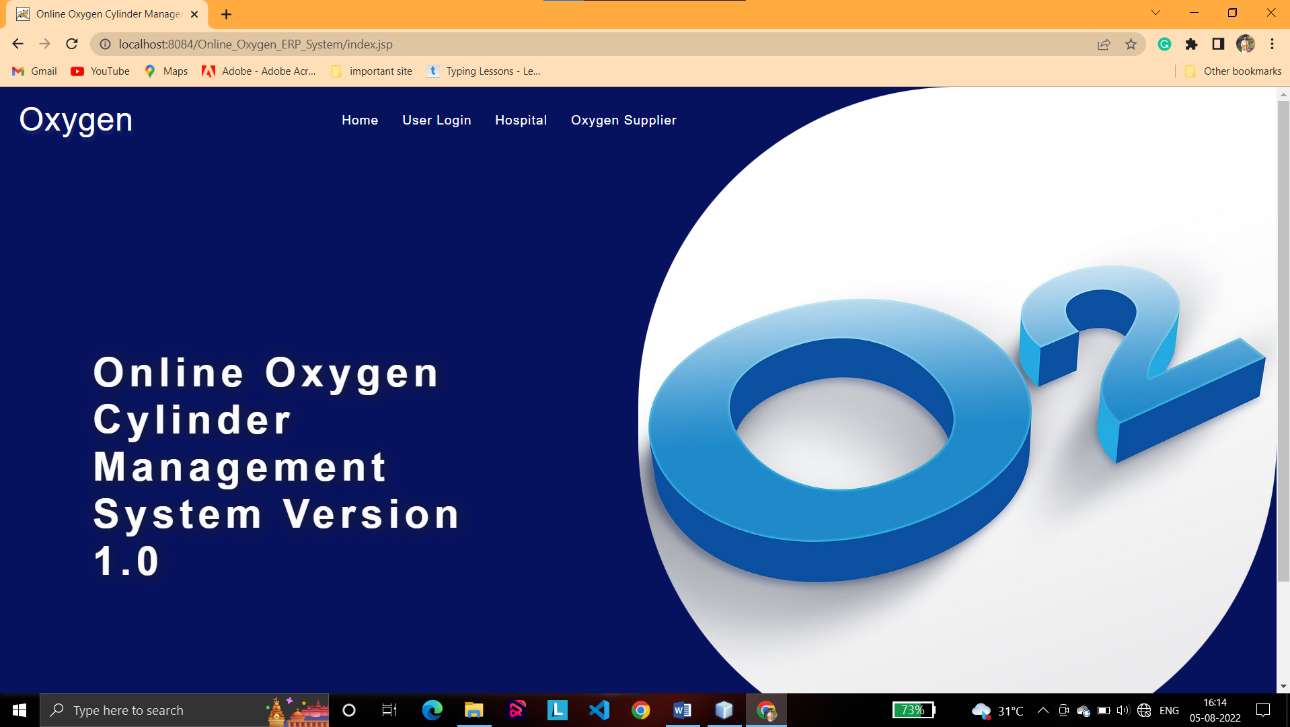 Online Oxygen Cylinder Manage
localhost:8084/Online_Oxygen_ERP_System/index.jsp
Gmail YouTube Maps Adobe - Adobe Acr... important site Typing Lessons - Le... Other bookmarks
Oxygen Home User Login Hospital Oxygen Supplier
O2
Online Oxygen
Cylinder
Management
System Version
1.0
Type here to search 73% 31°C ENG 16:14
05-08-2022